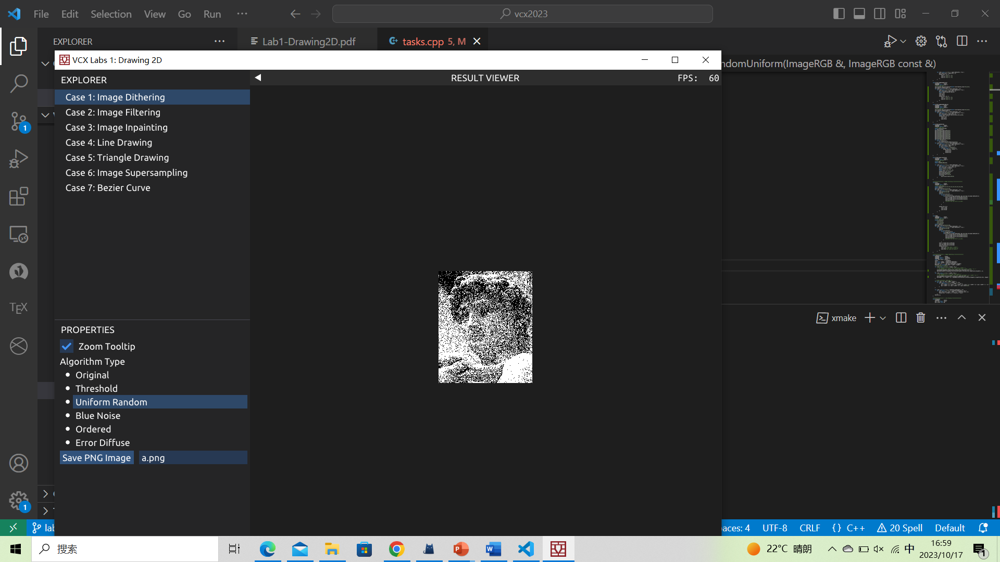 File Edit Selection View Go Run ···
vcx2023
EXPLORER
Lab1-Drawing2D.pdf
tasks.cpp 5, M
VCX Labs 1: Drawing 2D
ndomUniform(ImageRGB &, ImageRGB const &)
EXPLORER
RESULT VIEWER
FPS: 60
Case 1: Image Dithering
Case 2: Image Filtering
Case 3: Image Inpainting
Case 4: Line Drawing
Case 5: Triangle Drawing
Case 6: Image Supersampling
Case 7: Bezier Curve
1
TEX
xmake
PROPERTIES
Zoom Tooltip
Algorithm Type
Original
Threshold
Uniform Random
Blue Noise
Ordered
Error Diffuse
Save PNG Image a.png
1
lab
paces: 4 UTF-8 CRLF {} C++ 20 Spell Default
搜索
22°C 晴朗
中
16:59
2023/10/17
1